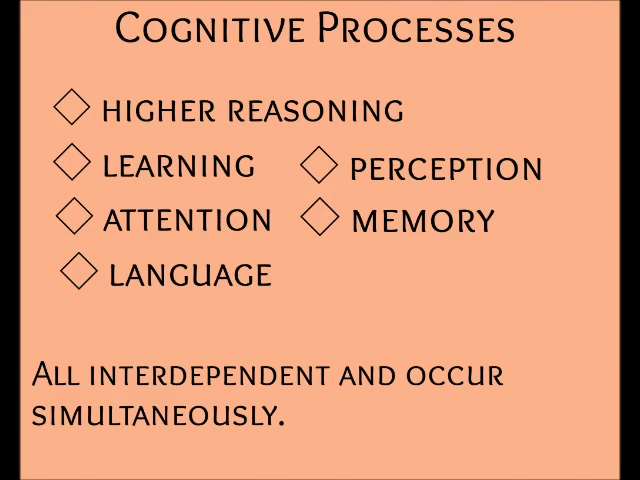 Cognitive Processes
◇ HIGHER REASONING
◇ LEARNING ◇ PERCEPTION
◇ ATTENTION ◇ MEMORY
◇ LANGUAGE
All interdependent and occur
simultaneously.